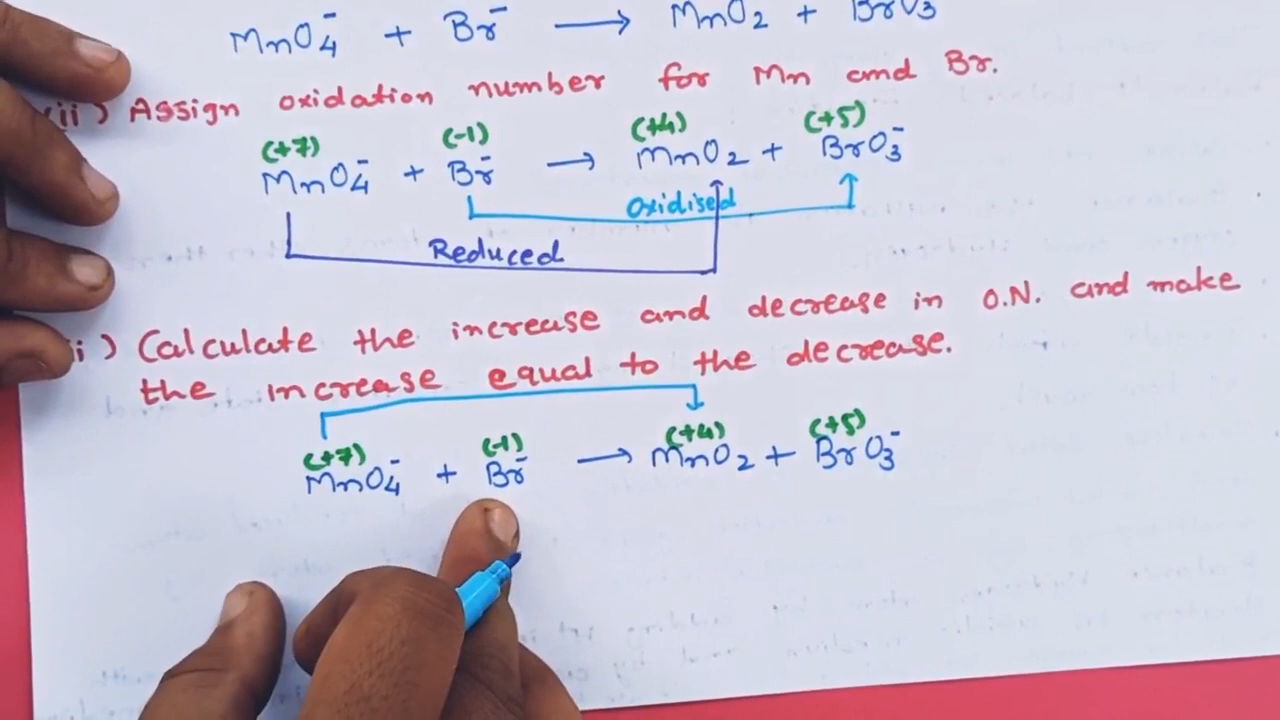 MnO₄⁻ + Br⁻ → MnO₂ + BrO₃
ii) Assign oxidation number for Mn and Br.
(+7) (-1) (+4) (+5)
MnO₄⁻ + Br⁻ → MnO₂ + BrO₃⁻
Oxidised
Reduced
i) Calculate the increase and decrease in O.N. and make
the increase equal to the decrease.
(+7) (-1) (+4) (+5)
MnO₄⁻ + Br⁻ → MnO₂ + BrO₃⁻